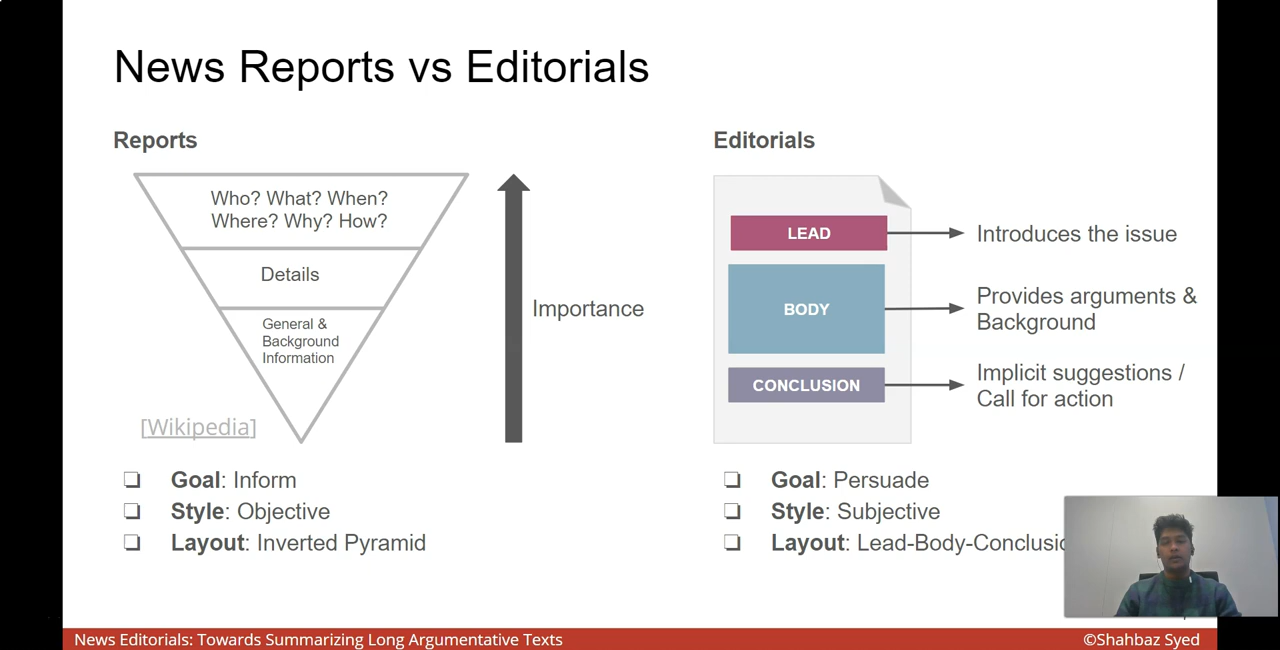 News Reports vs Editorials
Reports
Who? What? When?
Where? Why? How?
Details
General &
Background
Information
[Wikipedia]
Importance
Goal: Inform
Style: Objective
Layout: Inverted Pyramid
Editorials
LEAD
Introduces the issue
BODY
Provides arguments &
Background
CONCLUSION
Implicit suggestions /
Call for action
Goal: Persuade
Style: Subjective
Layout:
News Editorials: Towards Summarizing Long Argumentative Texts
©Shahbaz Syed